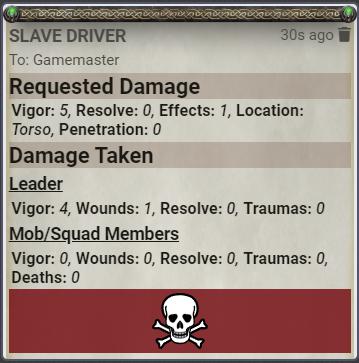 SLAVE DRIVER 30s ago
To: Gamemaster
Requested Damage
Vigor: 5, Resolve: 0, Effects: 1, Location:
Torso, Penetration: 0
Damage Taken
Leader
Vigor: 4, Wounds: 1, Resolve: 0, Traumas: 0
Mob/Squad Members
Vigor: 0, Wounds: 0, Resolve: 0, Traumas: 0,
Deaths: 0